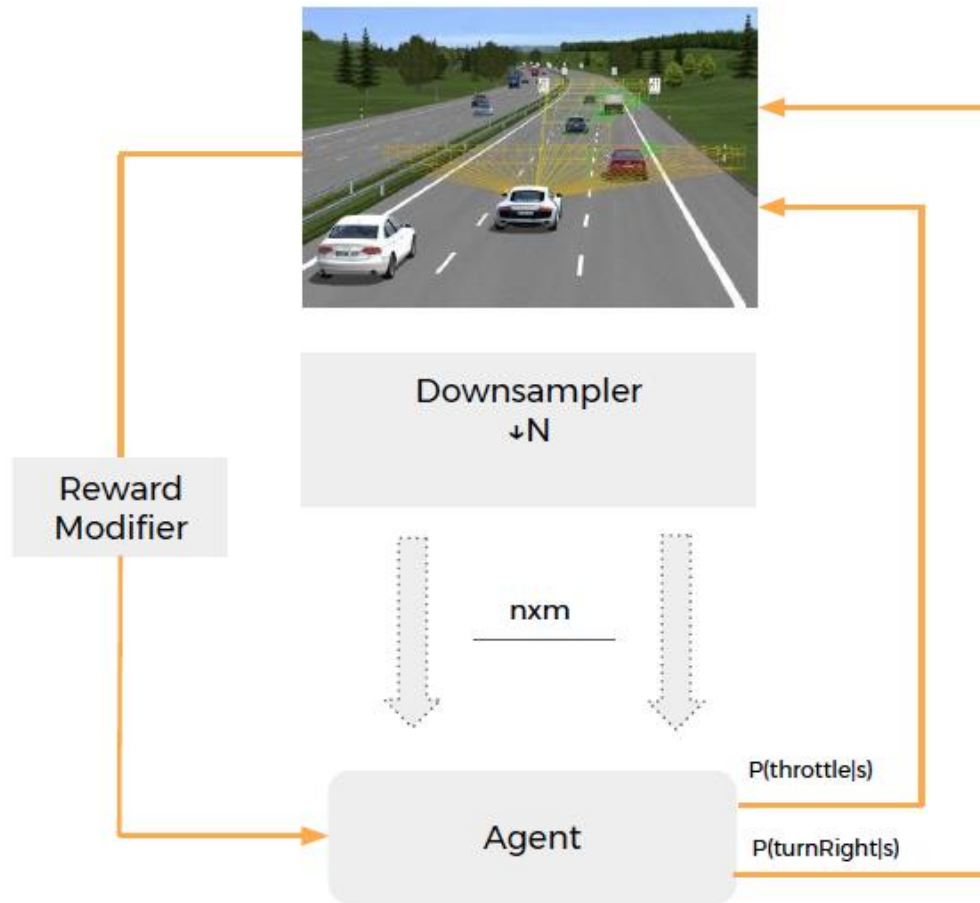 Downsampler
↓N
Reward
Modifier
nxm
P(throttle|s)
Agent
P(turnRight|s)